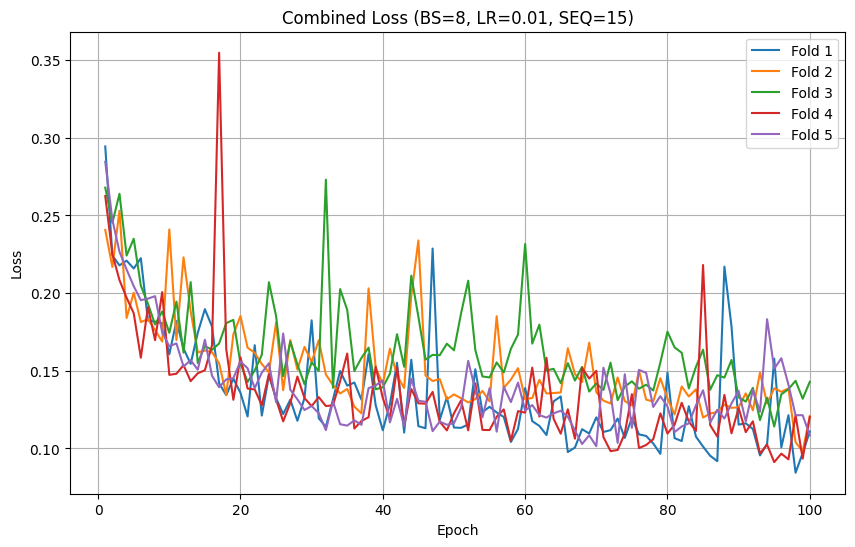 Combined Loss (BS=8, LR=0.01, SEQ=15)
Fold 1
Fold 2
Fold 3
Fold 4
Fold 5
0.35
0.30
0.25
0.20
0.15
0.10
Loss
0
20
40
60
80
100
Epoch